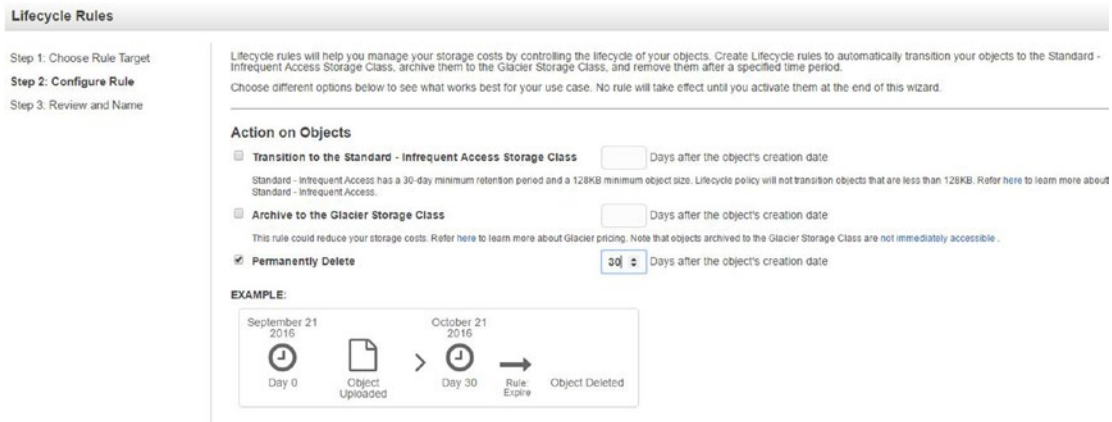 Lifecycle Rules
Step 1: Choose Rule Target
Step 2: Configure Rule
Step 3: Review and Name
Lifecycle rules will help you manage your storage costs by controlling the lifecycle of your objects. Create Lifecycle rules to automatically transition your objects to the Standard -
Infrequent Access Storage Class, archive them to the Glacier Storage Class, and remove them after a specified time period.
Choose different options below to see what works best for your use case. No rule will take effect until you activate them at the end of this wizard.
Action on Objects
Transition to the Standard - Infrequent Access Storage Class Days after the object's creation date
Standard - Infrequent Access has a 30-day minimum retention period and a 128KB minimum object size. Lifecycle policy will not transition objects that are less than 128KB. Refer here to learn more about
Standard - Infrequent Access.
Archive to the Glacier Storage Class Days after the object's creation date
This rule could reduce your storage costs. Refer here to learn more about Glacier pricing. Note that objects archived to the Glacier Storage Class are not immediately accessible .
Permanently Delete 30 Days after the object's creation date
EXAMPLE:
September 21
2016
Day 0
Object
Uploaded
October 21
2016
Day 30
Rule:
Expire
Object Deleted